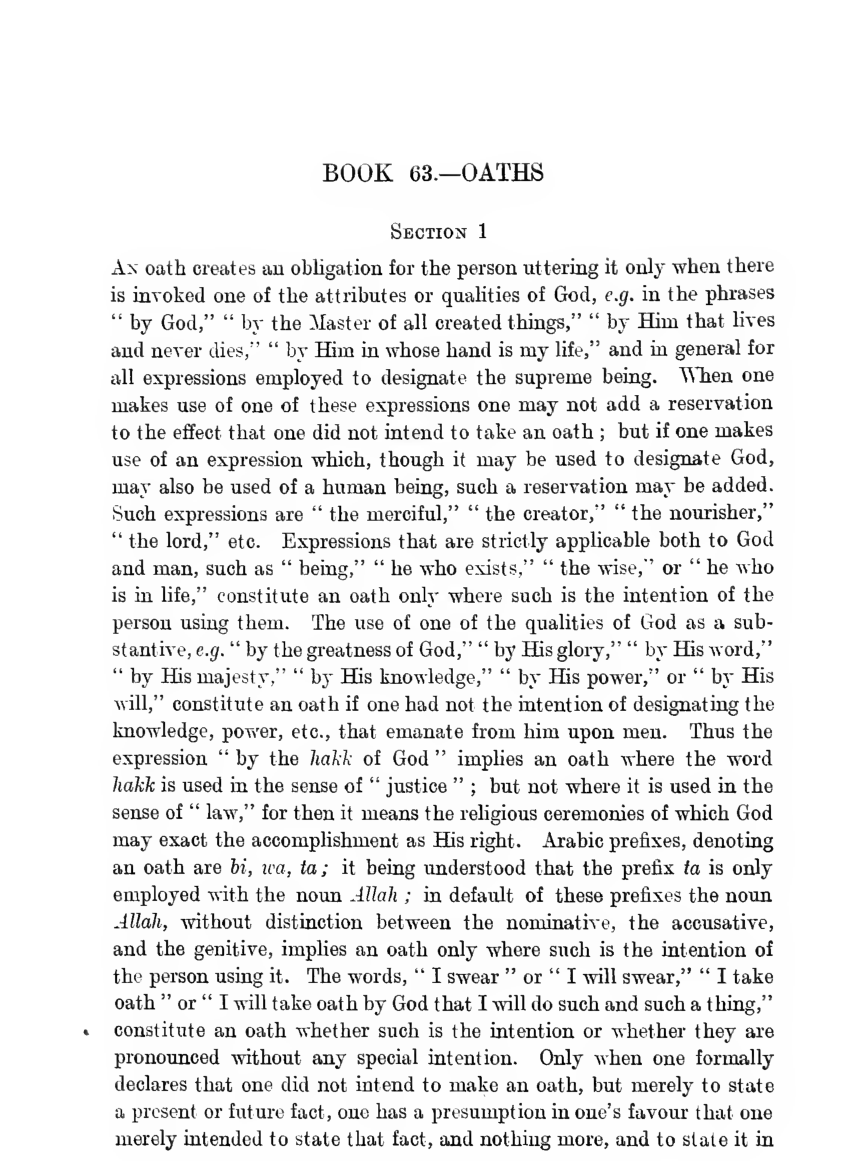 BOOK 63.—OATHS
SECTION 1
AN oath creates an obligation for the person uttering it only when there
is invoked one of the attributes or qualities of God, e.g. in the phrases
“ by God,” “ by the Master of all created things,” “ by Him that lives
and never dies,” “ by Him in whose hand is my life,” and in general for
all expressions employed to designate the supreme being. When one
makes use of one of these expressions one may not add a reservation
to the effect that one did not intend to take an oath ; but if one makes
use of an expression which, though it may be used to designate God,
may also be used of a human being, such a reservation may be added.
Such expressions are “ the merciful,” “ the creator,” “ the nourisher,”
“ the lord,” etc. Expressions that are strictly applicable both to God
and man, such as “ being,” “ he who exists,” “ the wise,” or “ he who
is in life,” constitute an oath only where such is the intention of the
person using them. The use of one of the qualities of God as a sub-
stantive, e.g. “ by the greatness of God,” “ by His glory,” “ by His word,”
“ by His majesty,” “ by His knowledge,” “ by His power,” or “ by His
will,” constitute an oath if one had not the intention of designating the
knowledge, power, etc., that emanate from him upon men. Thus the
expression “ by the hakk of God ” implies an oath where the word
hakk is used in the sense of “ justice ” ; but not where it is used in the
sense of “ law,” for then it means the religious ceremonies of which God
may exact the accomplishment as His right. Arabic prefixes, denoting
an oath are bi, wa, ta ; it being understood that the prefix ta is only
employed with the noun Allah ; in default of these prefixes the noun
Allah, without distinction between the nominative, the accusative,
and the genitive, implies an oath only where such is the intention of
the person using it. The words, “ I swear ” or “ I will swear,” “ I take
oath ” or “ I will take oath by God that I will do such and such a thing,”
constitute an oath whether such is the intention or whether they are
pronounced without any special intention. Only when one formally
declares that one did not intend to make an oath, but merely to state
a present or future fact, one has a presumption in one’s favour that one
merely intended to state that fact, and nothing more, and to state it in